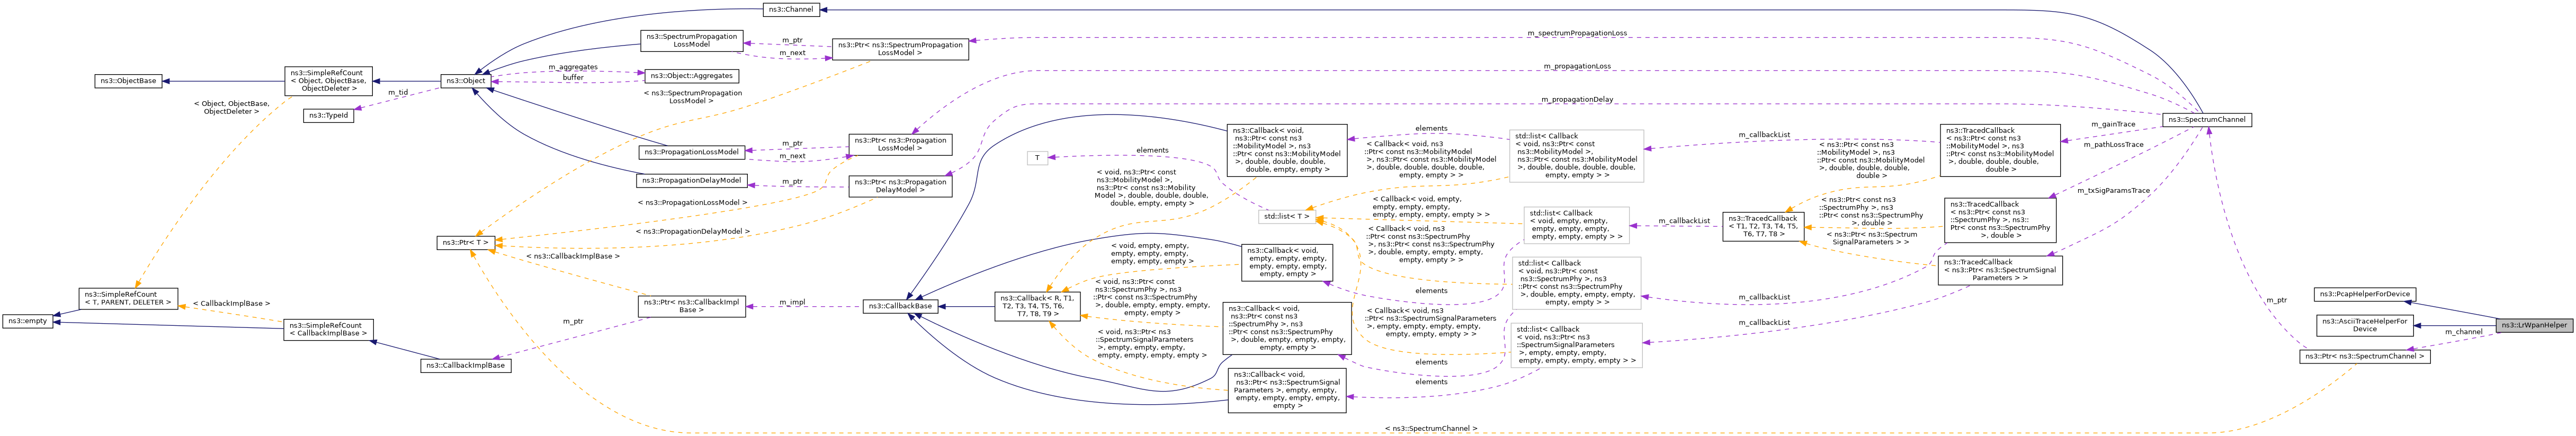 ns3::Channel
ns3::SpectrumPropagation
LossModel
m_ptr
m_next
ns3::Ptr< ns3::SpectrumPropagation
LossModel >
m_spectrumPropagationLoss
ns3::ObjectBase
ns3::SimpleRefCount
< Object, ObjectBase,
ObjectDeleter >
ns3::Object
m_aggregates
buffer
ns3::Object::Aggregates
m_propagationLoss
m_tid
ns3::TypeId
< Object, ObjectBase,
ObjectDeleter >
< ns3::SpectrumPropagation
LossModel >
m_propagationDelay
ns3::SpectrumChannel
m_gainTrace
m_pathLossTrace
m_txSigParamsTrace
ns3::PropagationLossModel
m_ptr
m_next
ns3::Ptr< ns3::Propagation
LossModel >
ns3::PropagationDelayModel
m_ptr
ns3::Ptr< ns3::Propagation
DelayModel >
T
elements
ns3::Callback< void,
ns3::Ptr< const ns3
::MobilityModel >, ns3
::Ptr< const ns3::MobilityModel
>, double, double, double,
double, empty, empty >
elements
< Callback< void, ns3
::Ptr< const ns3::MobilityModel
>, ns3::Ptr< const ns3::MobilityModel
>, double, double, double, double,
empty, empty > >
std::list< Callback
< void, ns3::Ptr< const
ns3::MobilityModel >,
ns3::Ptr< const ns3::MobilityModel
>, double, double, double, double,
empty, empty > >
m_callbackList
< ns3::Ptr< const ns3
::MobilityModel >, ns3
::Ptr< const ns3::MobilityModel
>, double, double, double,
double >
ns3::TracedCallback
< ns3::Ptr< const ns3
::MobilityModel >, ns3
::Ptr< const ns3::MobilityModel
>, double, double, double,
double >
< void, ns3::Ptr< const
ns3::MobilityModel >,
ns3::Ptr< const ns3::Mobility
Model >, double, double, double,
double, empty, empty >
< ns3::PropagationLossModel >
std::list< T >
< Callback< void, empty,
empty, empty, empty,
empty, empty, empty, empty > >
std::list< Callback
< void, empty, empty,
empty, empty, empty,
empty, empty, empty > >
m_callbackList
ns3::TracedCallback
< T1, T2, T3, T4, T5,
T6, T7, T8 >
< ns3::Ptr< const ns3
::SpectrumPhy >, ns3
::Ptr< const ns3::SpectrumPhy
>, double >
ns3::TracedCallback
< ns3::Ptr< const ns3
::SpectrumPhy >, ns3::
Ptr< const ns3::SpectrumPhy
>, double >
< ns3::Ptr< ns3::Spectrum
SignalParameters > >
< ns3::PropagationDelayModel >
ns3::Ptr< T >
< ns3::CallbackImplBase >
< void, empty, empty,
empty, empty, empty,
empty, empty, empty >
ns3::Callback< void,
empty, empty, empty,
empty, empty, empty,
empty, empty >
< Callback< void, ns3
::Ptr< const ns3::SpectrumPhy
>, ns3::Ptr< const ns3::SpectrumPhy
>, double, empty, empty, empty,
empty, empty > >
std::list< Callback
< void, ns3::Ptr< const
ns3::SpectrumPhy >, ns3
::Ptr< const ns3::SpectrumPhy
>, double, empty, empty, empty,
empty, empty > >
elements
m_callbackList
ns3::TracedCallback
< ns3::Ptr< ns3::SpectrumSignal
Parameters > >
ns3::SimpleRefCount
< T, PARENT, DELETER >
< CallbackImplBase >
ns3::empty
ns3::SimpleRefCount
< CallbackImplBase >
m_ptr
ns3::CallbackImplBase
ns3::Ptr< ns3::CallbackImpl
Base >
m_impl
ns3::CallbackBase
ns3::Callback< R, T1,
T2, T3, T4, T5, T6,
T7, T8, T9 >
< void, ns3::Ptr< const
ns3::SpectrumPhy >, ns3
::Ptr< const ns3::SpectrumPhy
>, double, empty, empty, empty,
empty, empty >
< void, ns3::Ptr< ns3
::SpectrumSignalParameters
>, empty, empty, empty,
empty, empty, empty, empty >
ns3::Callback< void,
ns3::Ptr< const ns3
::SpectrumPhy >, ns3
::Ptr< const ns3::SpectrumPhy
>, double, empty, empty, empty,
empty, empty >
< Callback< void, ns3
::Ptr< ns3::SpectrumSignalParameters
>, empty, empty, empty, empty,
empty, empty, empty > >
elements
std::list< Callback
< void, ns3::Ptr< ns3
::SpectrumSignalParameters
>, empty, empty, empty,
empty, empty, empty, empty > >
m_callbackList
elements
ns3::Callback< void,
ns3::Ptr< ns3::SpectrumSignal
Parameters >, empty, empty,
empty, empty, empty, empty,
empty >
m_ptr
ns3::PcapHelperForDevice
ns3::AsciiTraceHelperFor
Device
m_channel
ns3::LrWpanHelper
ns3::Ptr< ns3::SpectrumChannel >
< ns3::SpectrumChannel >